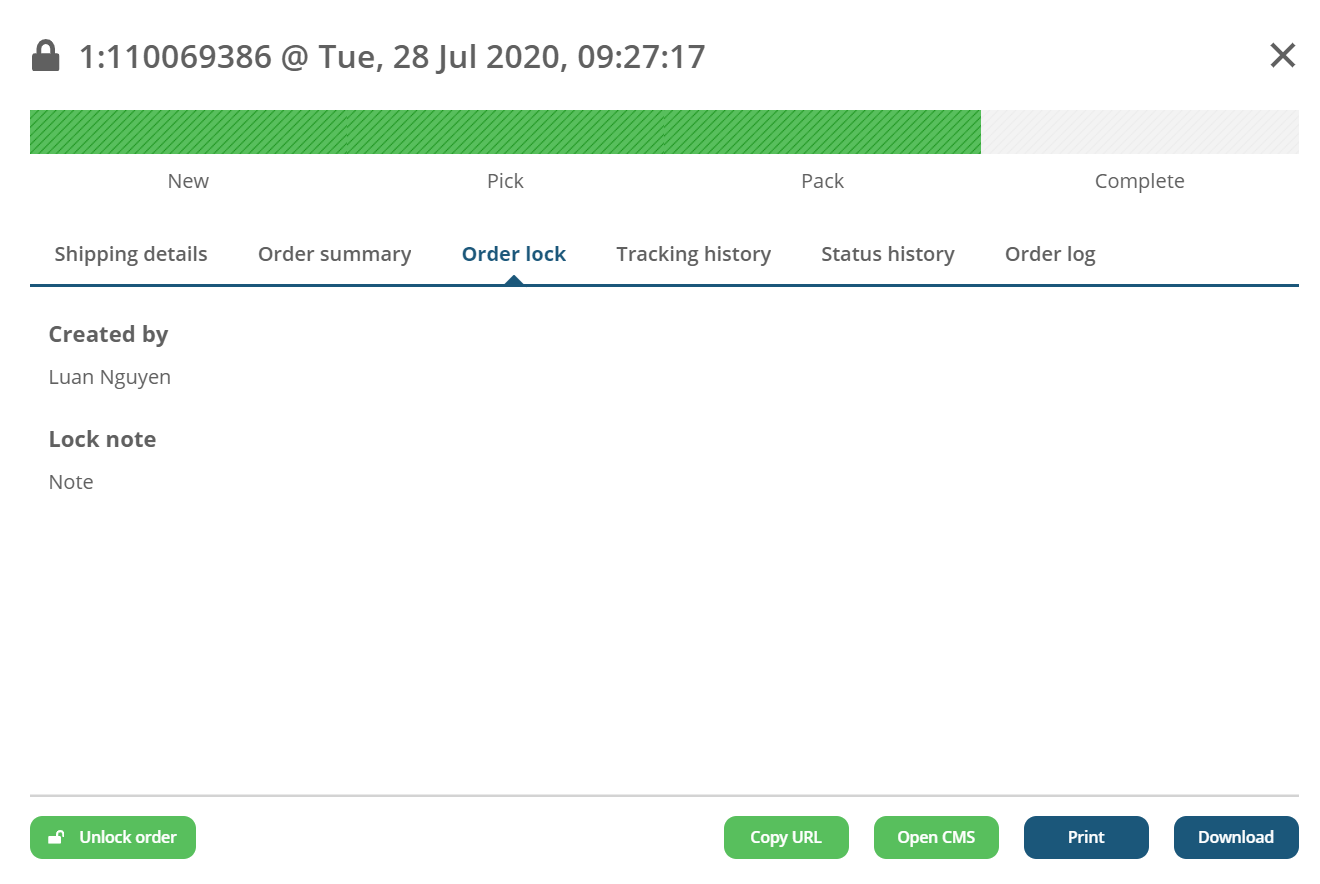 1:110069386 @ Tue, 28 Jul 2020, 09:27:17
New Pick Pack Complete
Shipping details Order summary Order lock Tracking history Status history Order log
Created by
Luan Nguyen
Lock note
Note
Unlock order Copy URL Open CMS Print Download